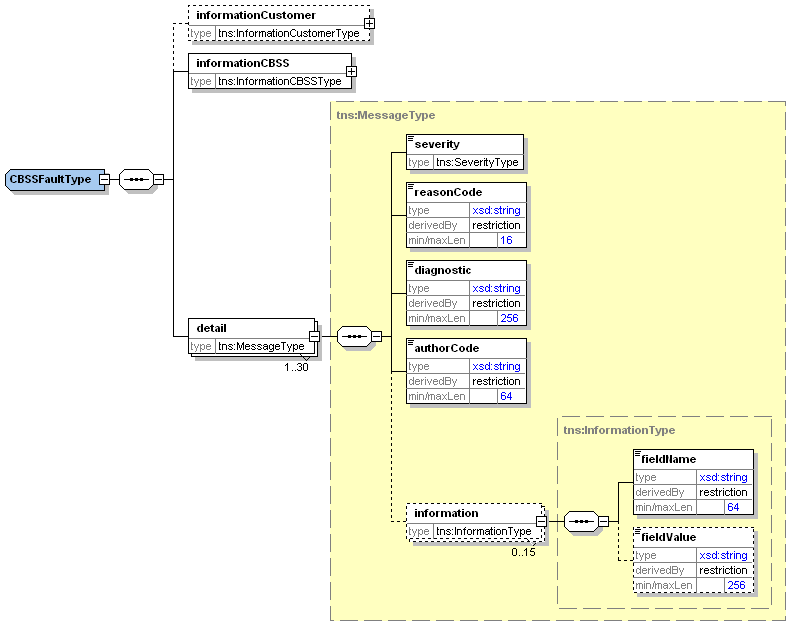 informationCustomer
type tns:InformationCustomerType
informationCBSS
type tns:InformationCBSSType
tns:MessageType
severity
type tns:SeverityType
CBSSFaultType
reasonCode
type xsd:string
derivedBy restriction
min/maxLen 16
diagnostic
type xsd:string
derivedBy restriction
min/maxLen 256
detail
type tns:MessageType
1..30
authorCode
type xsd:string
derivedBy restriction
min/maxLen 64
tns:InformationType
fieldName
type xsd:string
derivedBy restriction
min/maxLen 64
information
type tns:InformationType
0..15
fieldValue
type xsd:string
derivedBy restriction
min/maxLen 256